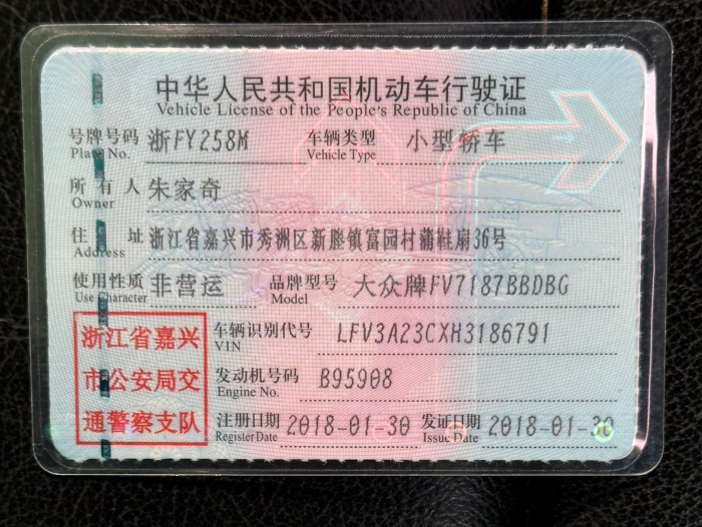 中华人民共和国机动车行驶证
Vehicle License of the People's Republic of China
号牌号码 浙FY258M 车辆类型 小型轿车
Plate No. Vehicle Type
所有人 朱家奇
Owner
住址 浙江省嘉兴市秀洲区新塍镇富园村蒲鞋扇36号
Address
使用性质 非营运 品牌型号 大众牌FV7187BBDBG
Use Character Model
浙江省嘉兴 车辆识别代号 LFV3A23CXH3186791
VIN
市公安局交 发动机号码 B95908
Engine No.
通警察支队 注册日期 2018-01-30 发证日期 2018-01-30
Register Date Issue Date